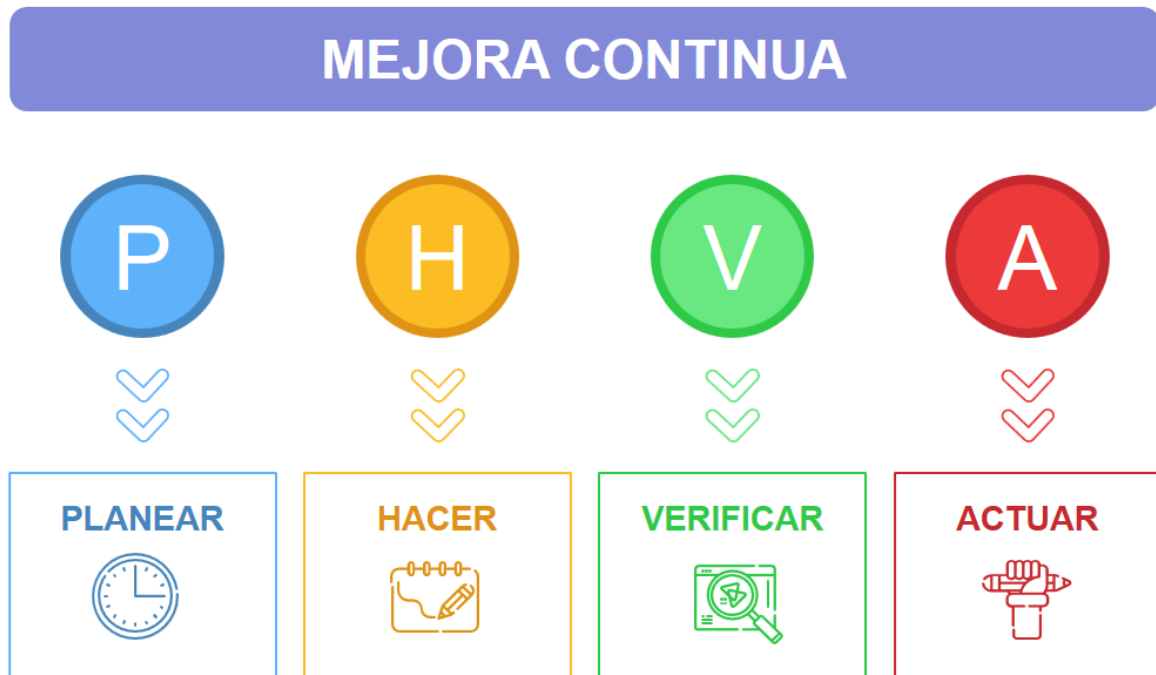 MEJORA CONTINUA
P
H
V
A
PLANEAR
HACER
VERIFICAR
ACTUAR